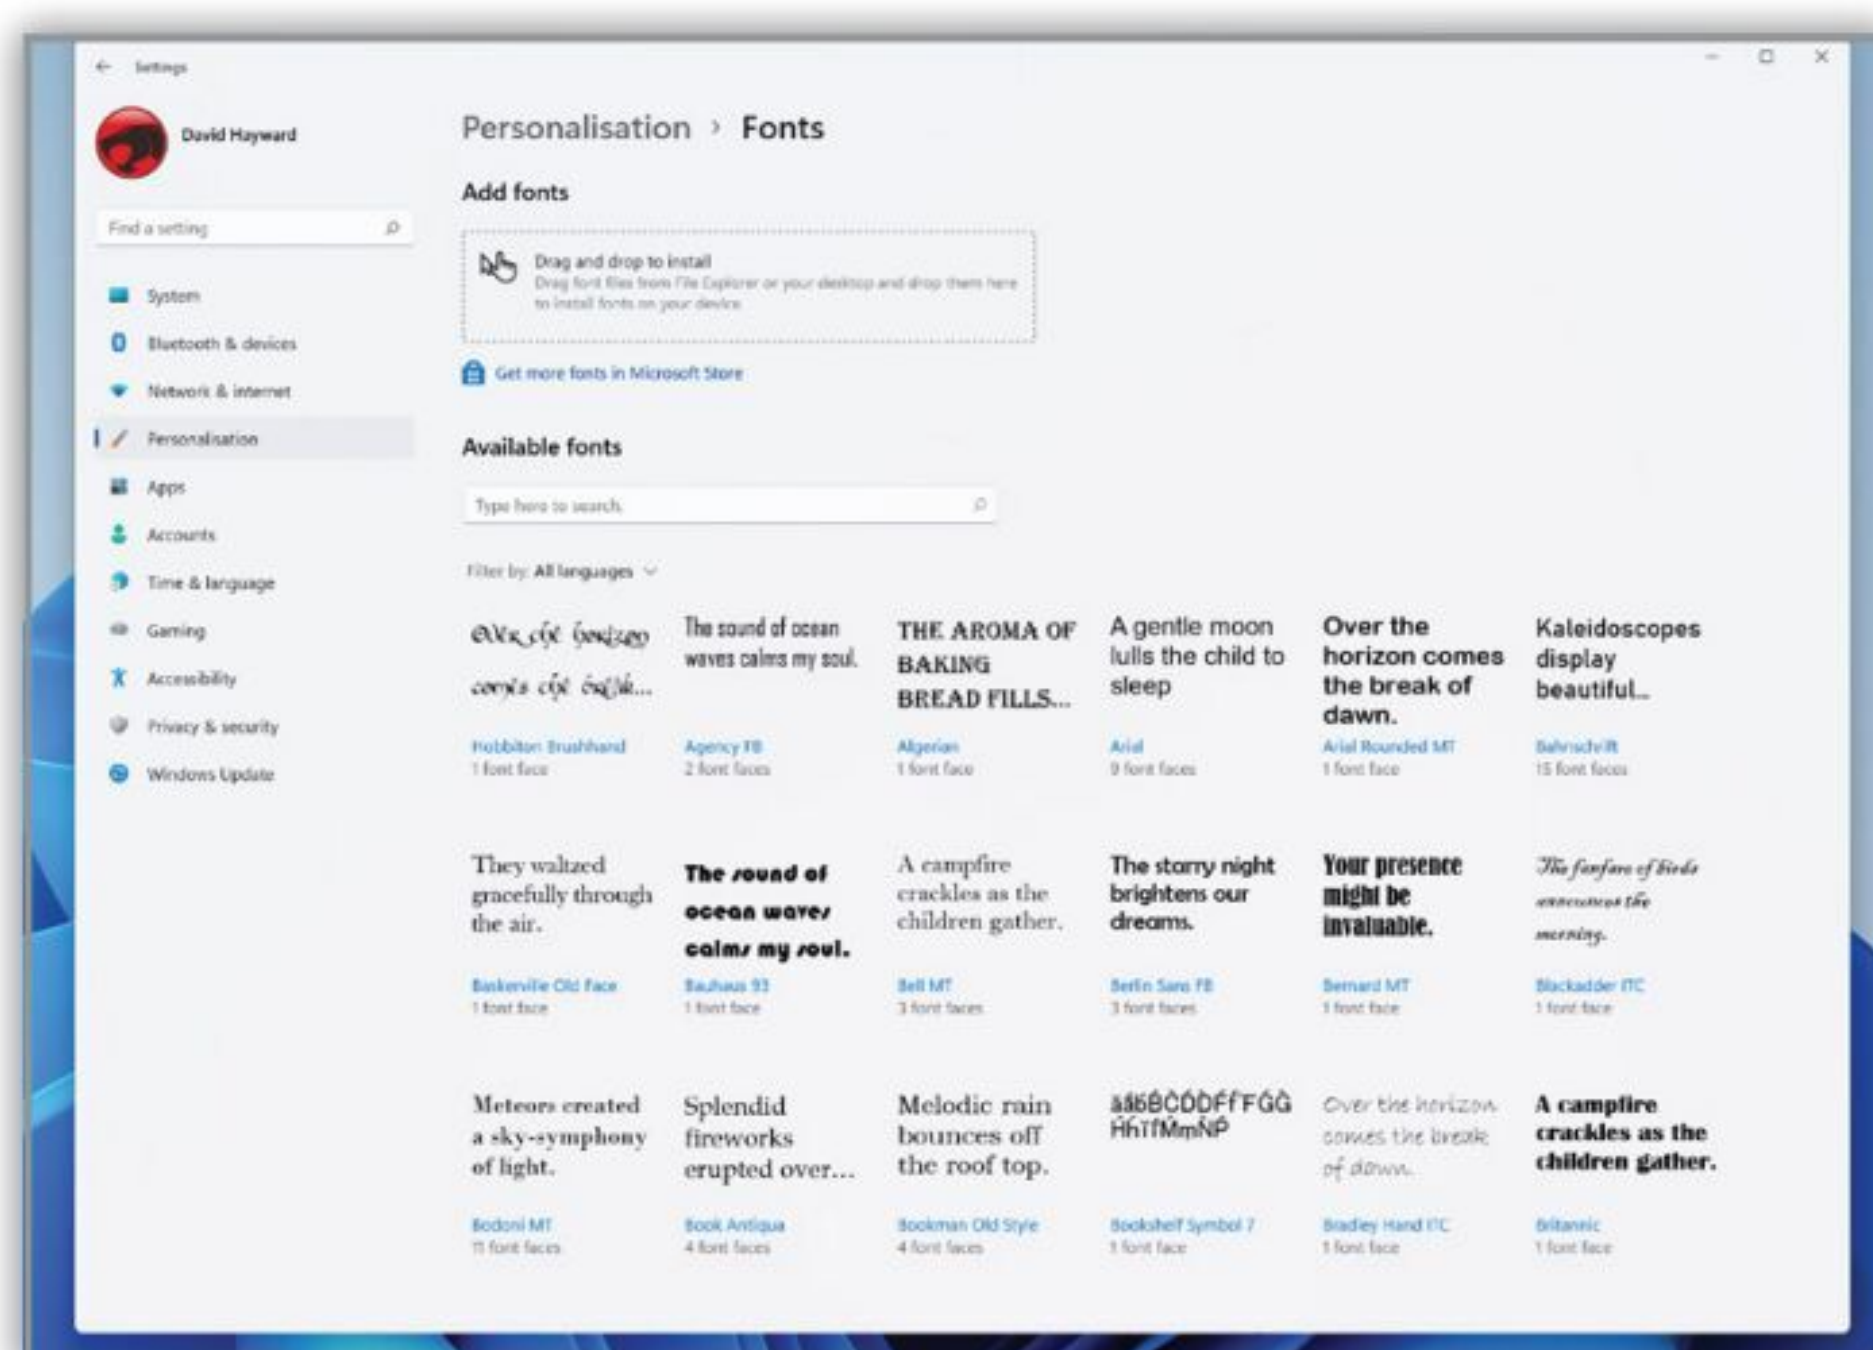 Settings
David Hayward
Find a setting
System
Bluetooth & devices
Network & internet
Personalisation
Apps
Accounts
Time & language
Gaming
Accessibility
Privacy & security
Windows Update
Personalisation > Fonts
Add fonts
Drag and drop to install
Drag font files from File Explorer or your desktop and drop them here
to install fonts on your device
Get more fonts in Microsoft Store
Available fonts
Type here to search
Filter by: All languages
comes the
Hobbiton Brushhand
1 font face
The sound of ocean
waves calms my soul.
Agency FB
2 font faces
THE AROMA OF
BAKING
BREAD FILLS...
Algerian
1 font face
A gentle moon
lulls the child to
sleep
Arial
9 font faces
Over the
horizon comes
the break of
dawn.
Arial Rounded MT
1 font face
Kaleidoscopes
display
beautiful...
Bahnschrift
15 font faces
They waltzed
gracefully through
the air.
Baskerville Old Face
1 font face
The sound of
ocean waves
calms my soul.
Bauhaus 93
1 font face
A campfire
crackles as the
children gather.
Bell MT
3 font faces
The starry night
brightens our
dreams.
Berlin Sans FB
3 font faces
Your presence
might be
invaluable.
Bernard MT
1 font face
The fanfare of birds
announces the
morning.
Blackadder ITC
1 font face
Meteors created
a sky-symphony
of light.
Bodoni MT
11 font faces
Splendid
fireworks
erupted over...
Book Antiqua
4 font faces
Melodic rain
bounces off
the roof top.
Bookman Old Style
4 font faces
Bookshelf Symbol 7
1 font face
Over the horizon
comes the break
of dawn.
Bradley Hand ITC
1 font face
A campfire
crackles as the
children gather.
Britannic
1 font face